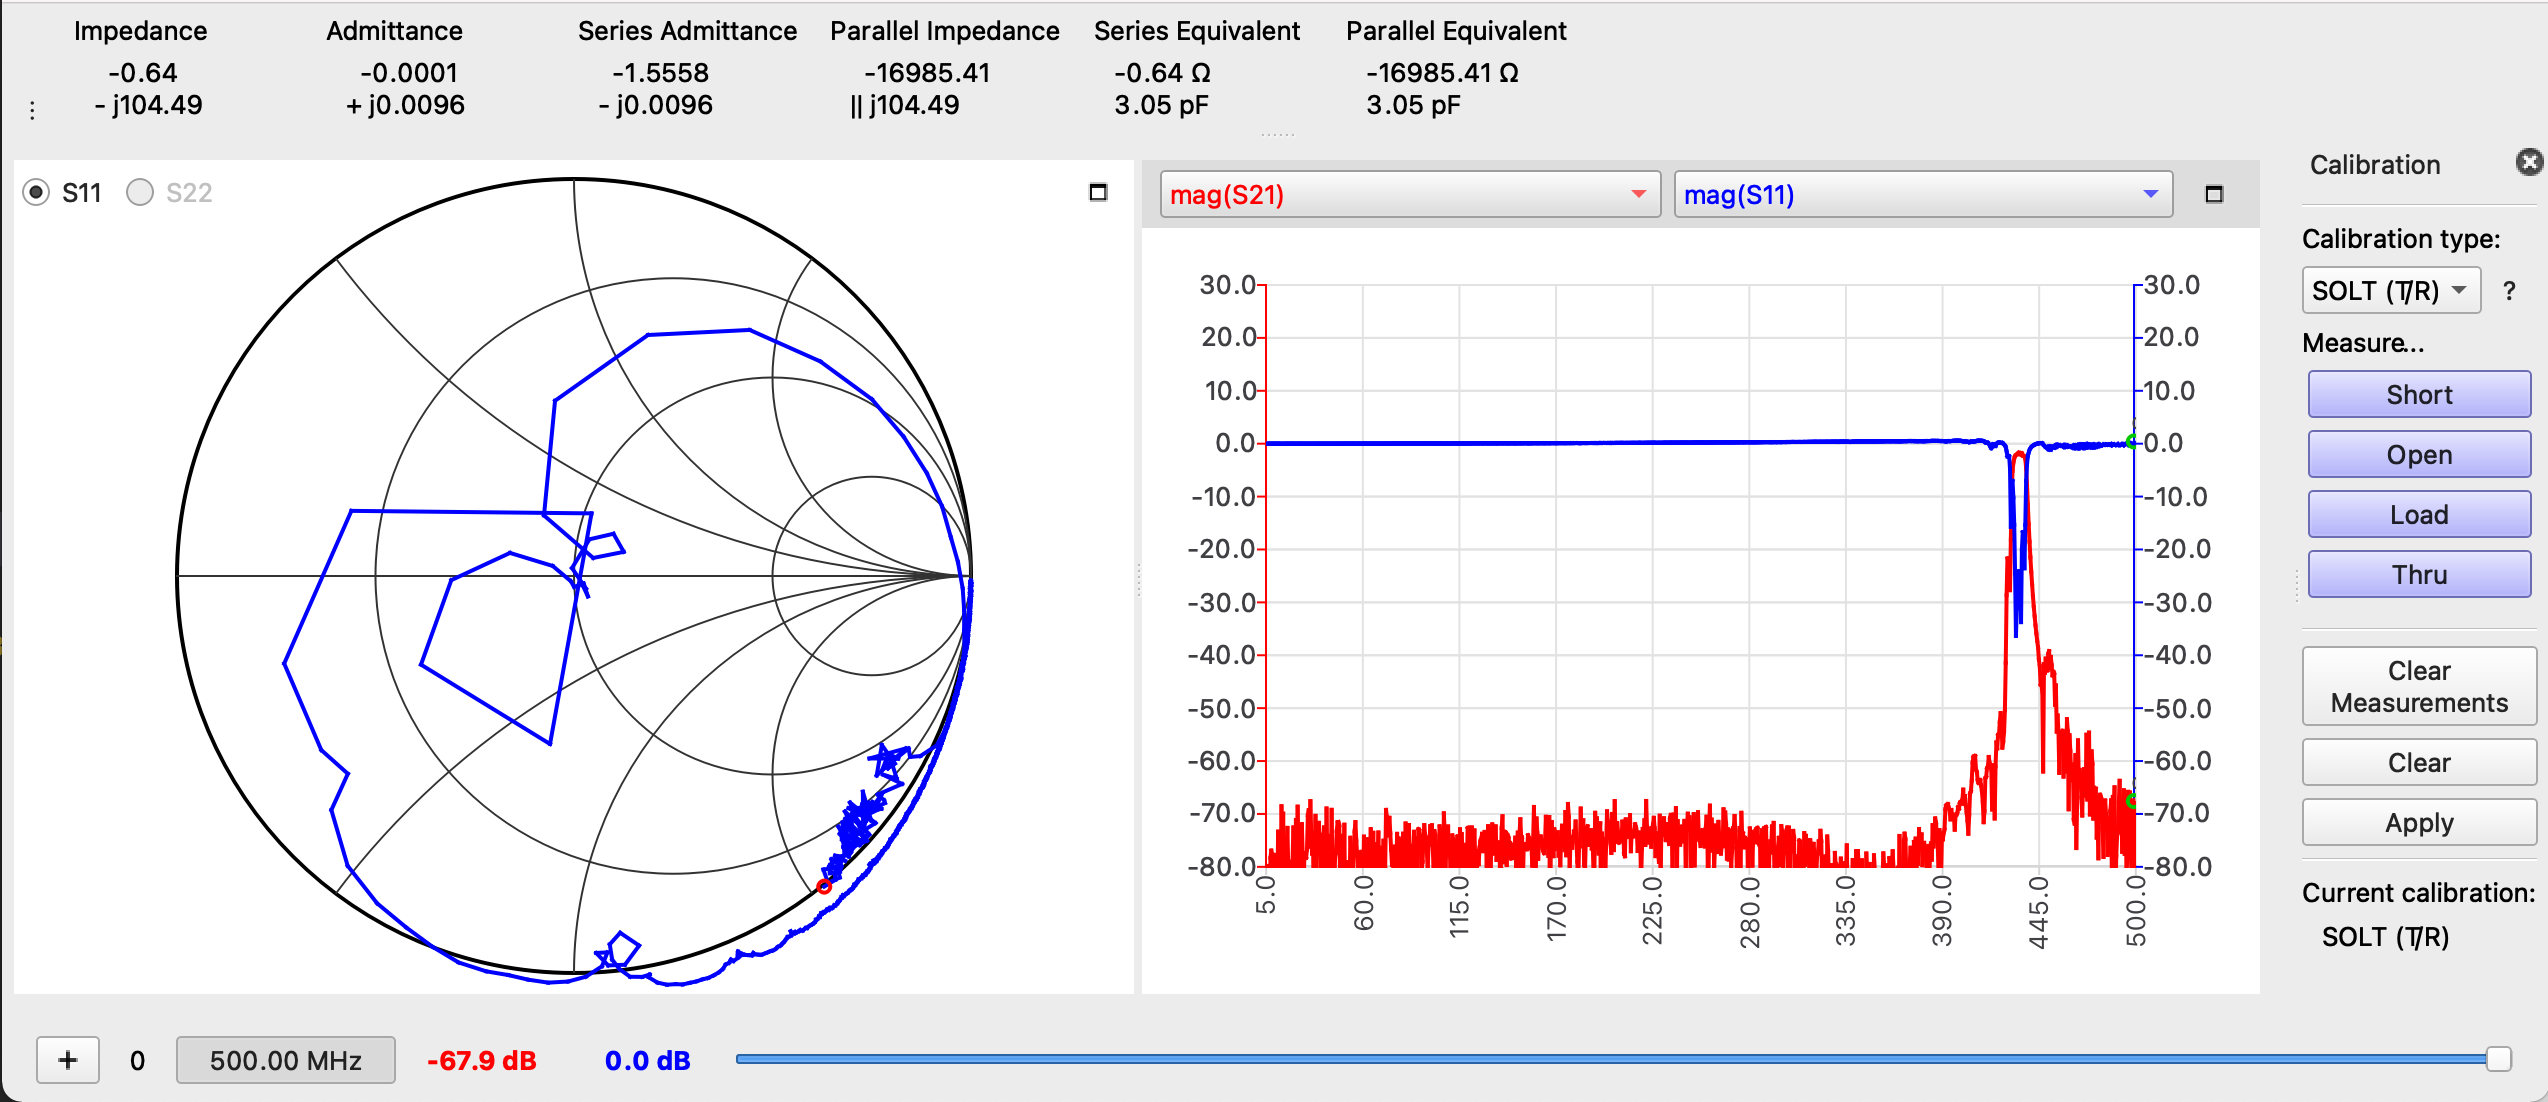 Impedance
-0.64
- j104.49
Admittance
-0.0001
+ j0.0096
Series Admittance
-1.5558
- j0.0096
Parallel Impedance
-16985.41
|| j104.49
Series Equivalent
-0.64 Ω
3.05 pF
Parallel Equivalent
-16985.41 Ω
3.05 pF
S11
S22
mag(S21)
mag(S11)
30.0
20.0
10.0
0.0
-10.0
-20.0
-30.0
-40.0
-50.0
-60.0
-70.0
-80.0
30.0
20.0
10.0
0.0
-10.0
-20.0
-30.0
-40.0
-50.0
-60.0
-70.0
-80.0
5.0
60.0
115.0
170.0
225.0
280.0
335.0
390.0
445.0
500.0
Calibration
Calibration type:
SOLT (T/R)
?
Measure...
Short
Open
Load
Thru
Clear
Measurements
Clear
Apply
Current calibration:
SOLT (T/R)
+ 0 500.00 MHz -67.9 dB 0.0 dB